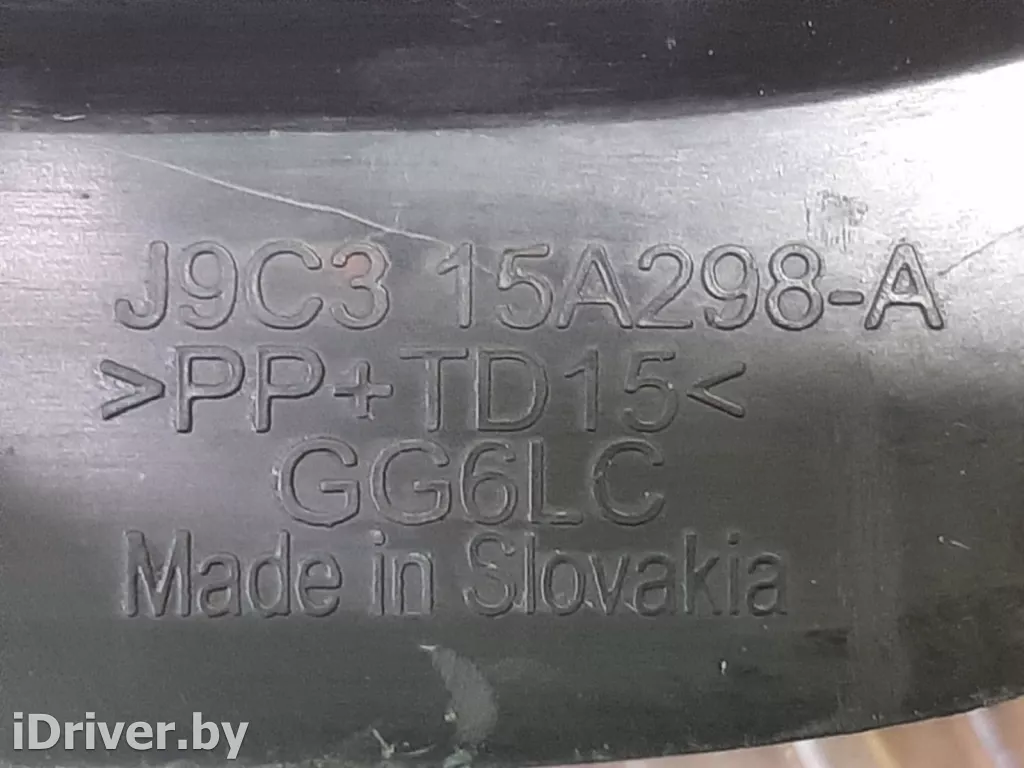 J9C3 15A298-A
>PP+TD15<
GG6LC
Made in Slovakia
iDriver.by